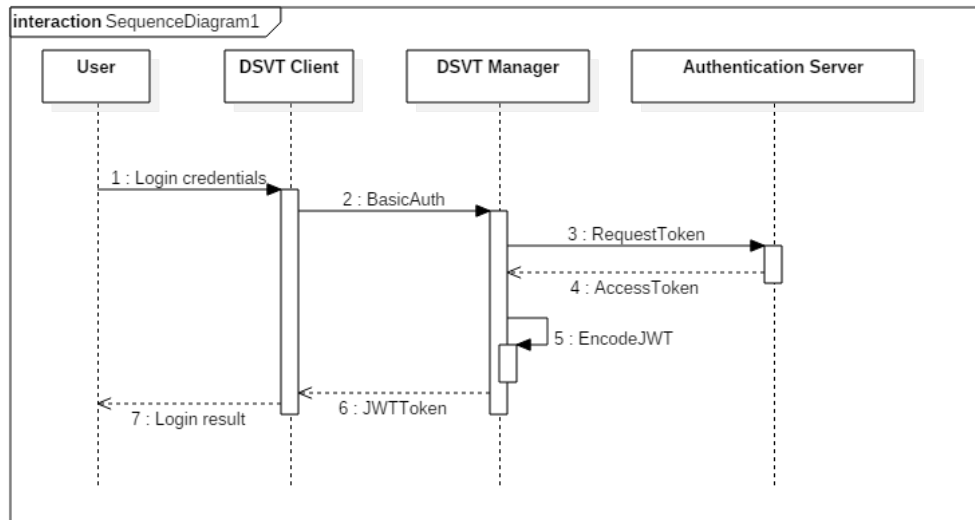 interaction SequenceDiagram1
User
DSVT Client
DSVT Manager
Authentication Server
1 : Login credentials
2 : BasicAuth
3 : RequestToken
4 : AccessToken
5 : EncodeJWT
6 : JWTToken
7 : Login result